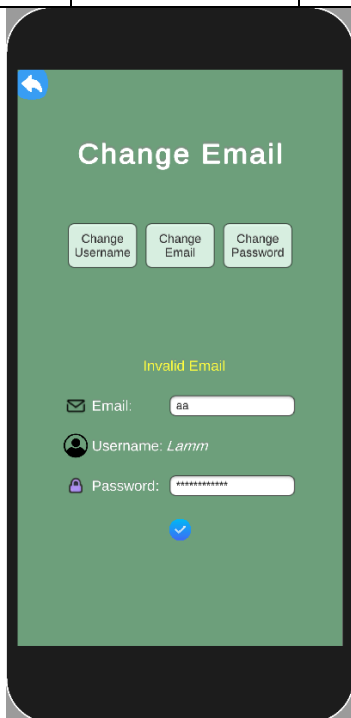 Change Email
Change
Username
Change
Email
Change
Password
Invalid Email
Email:
aa
Username: Lamm
Password:
************